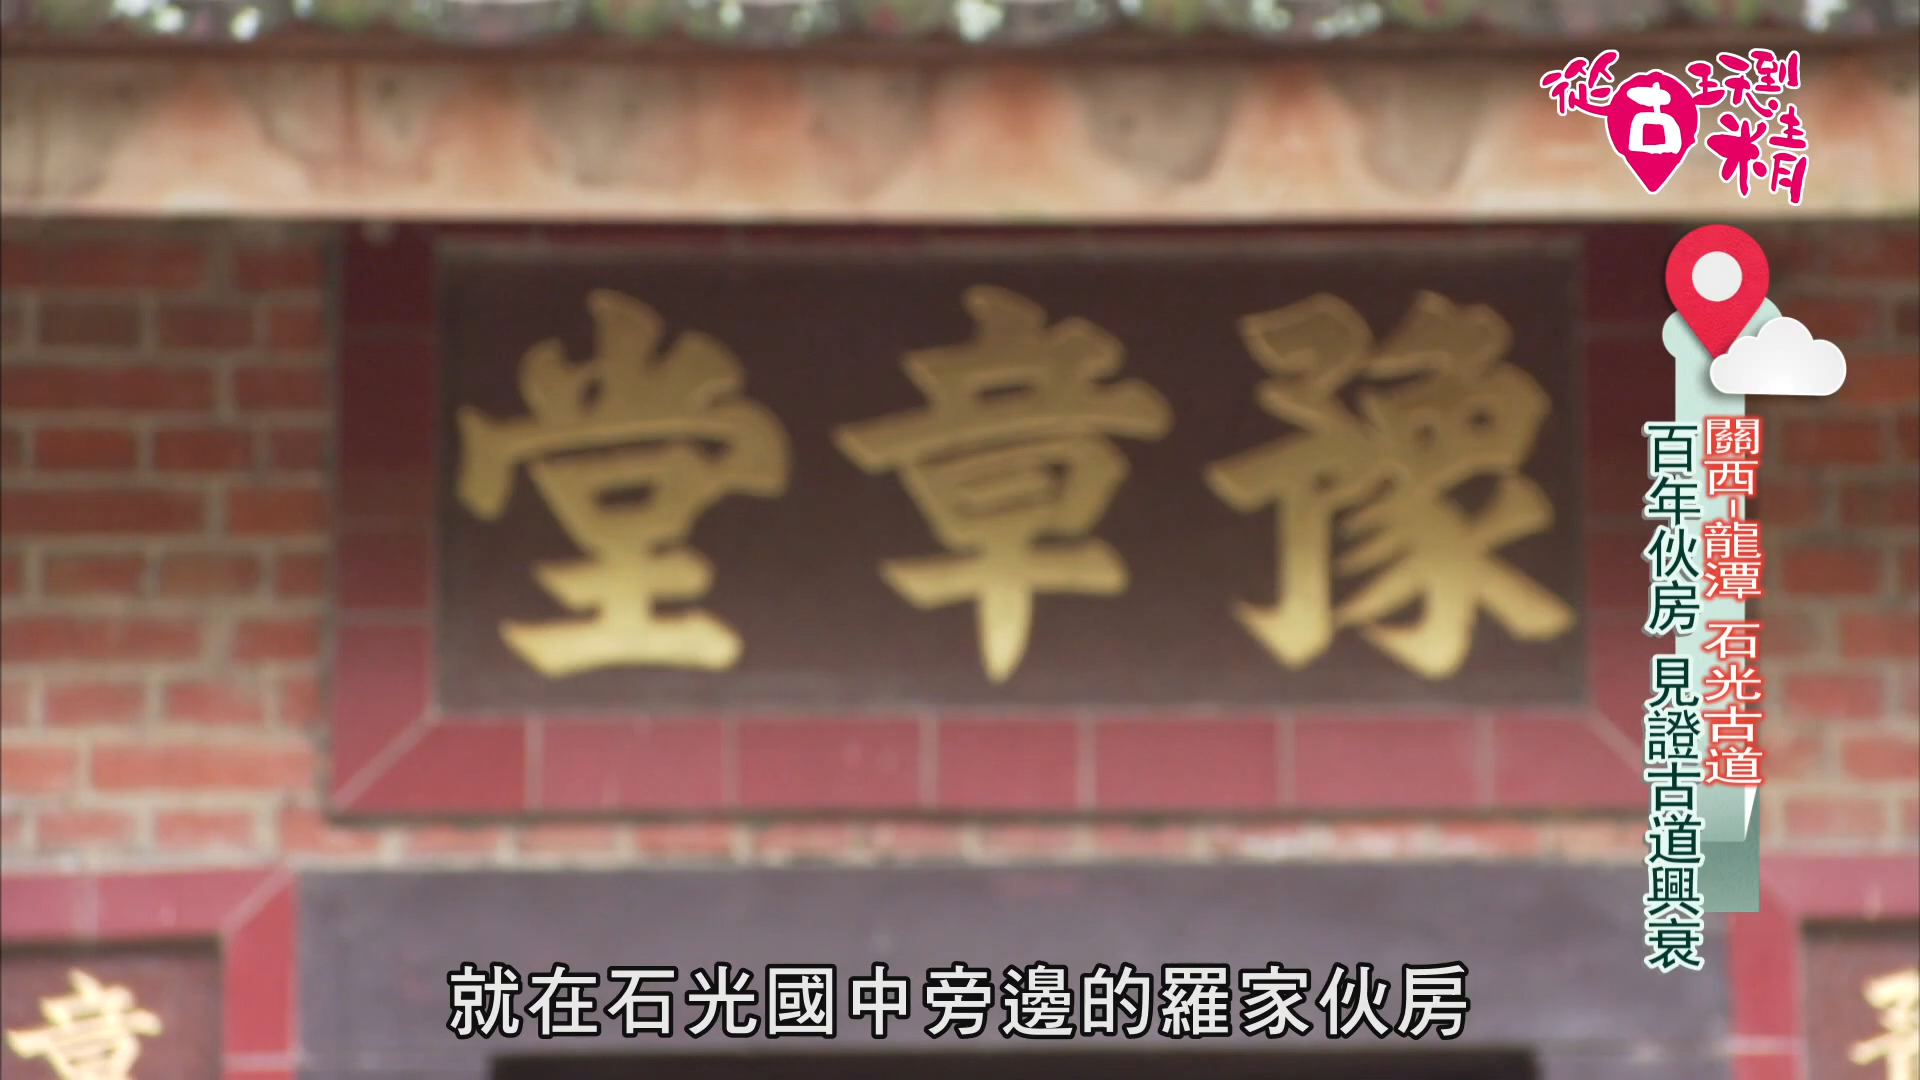 從古玩到精
豫章堂
關西-龍潭 石光古道
百年伙房 見證古道興衰
章
就在石光國中旁邊的羅家伙房